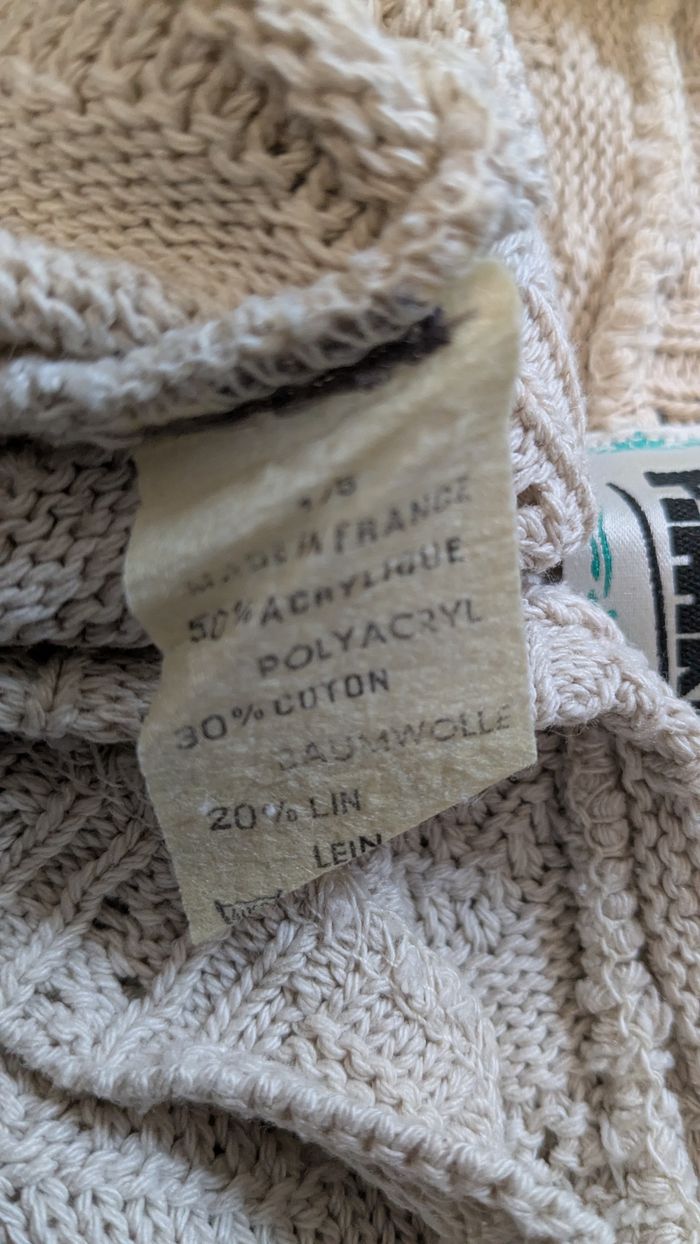 MADE IN FRANCE
50% ACRYLIQUE
POLYACRYL
30% COTON
BAUMWOLLE
20% LIN
LEIN